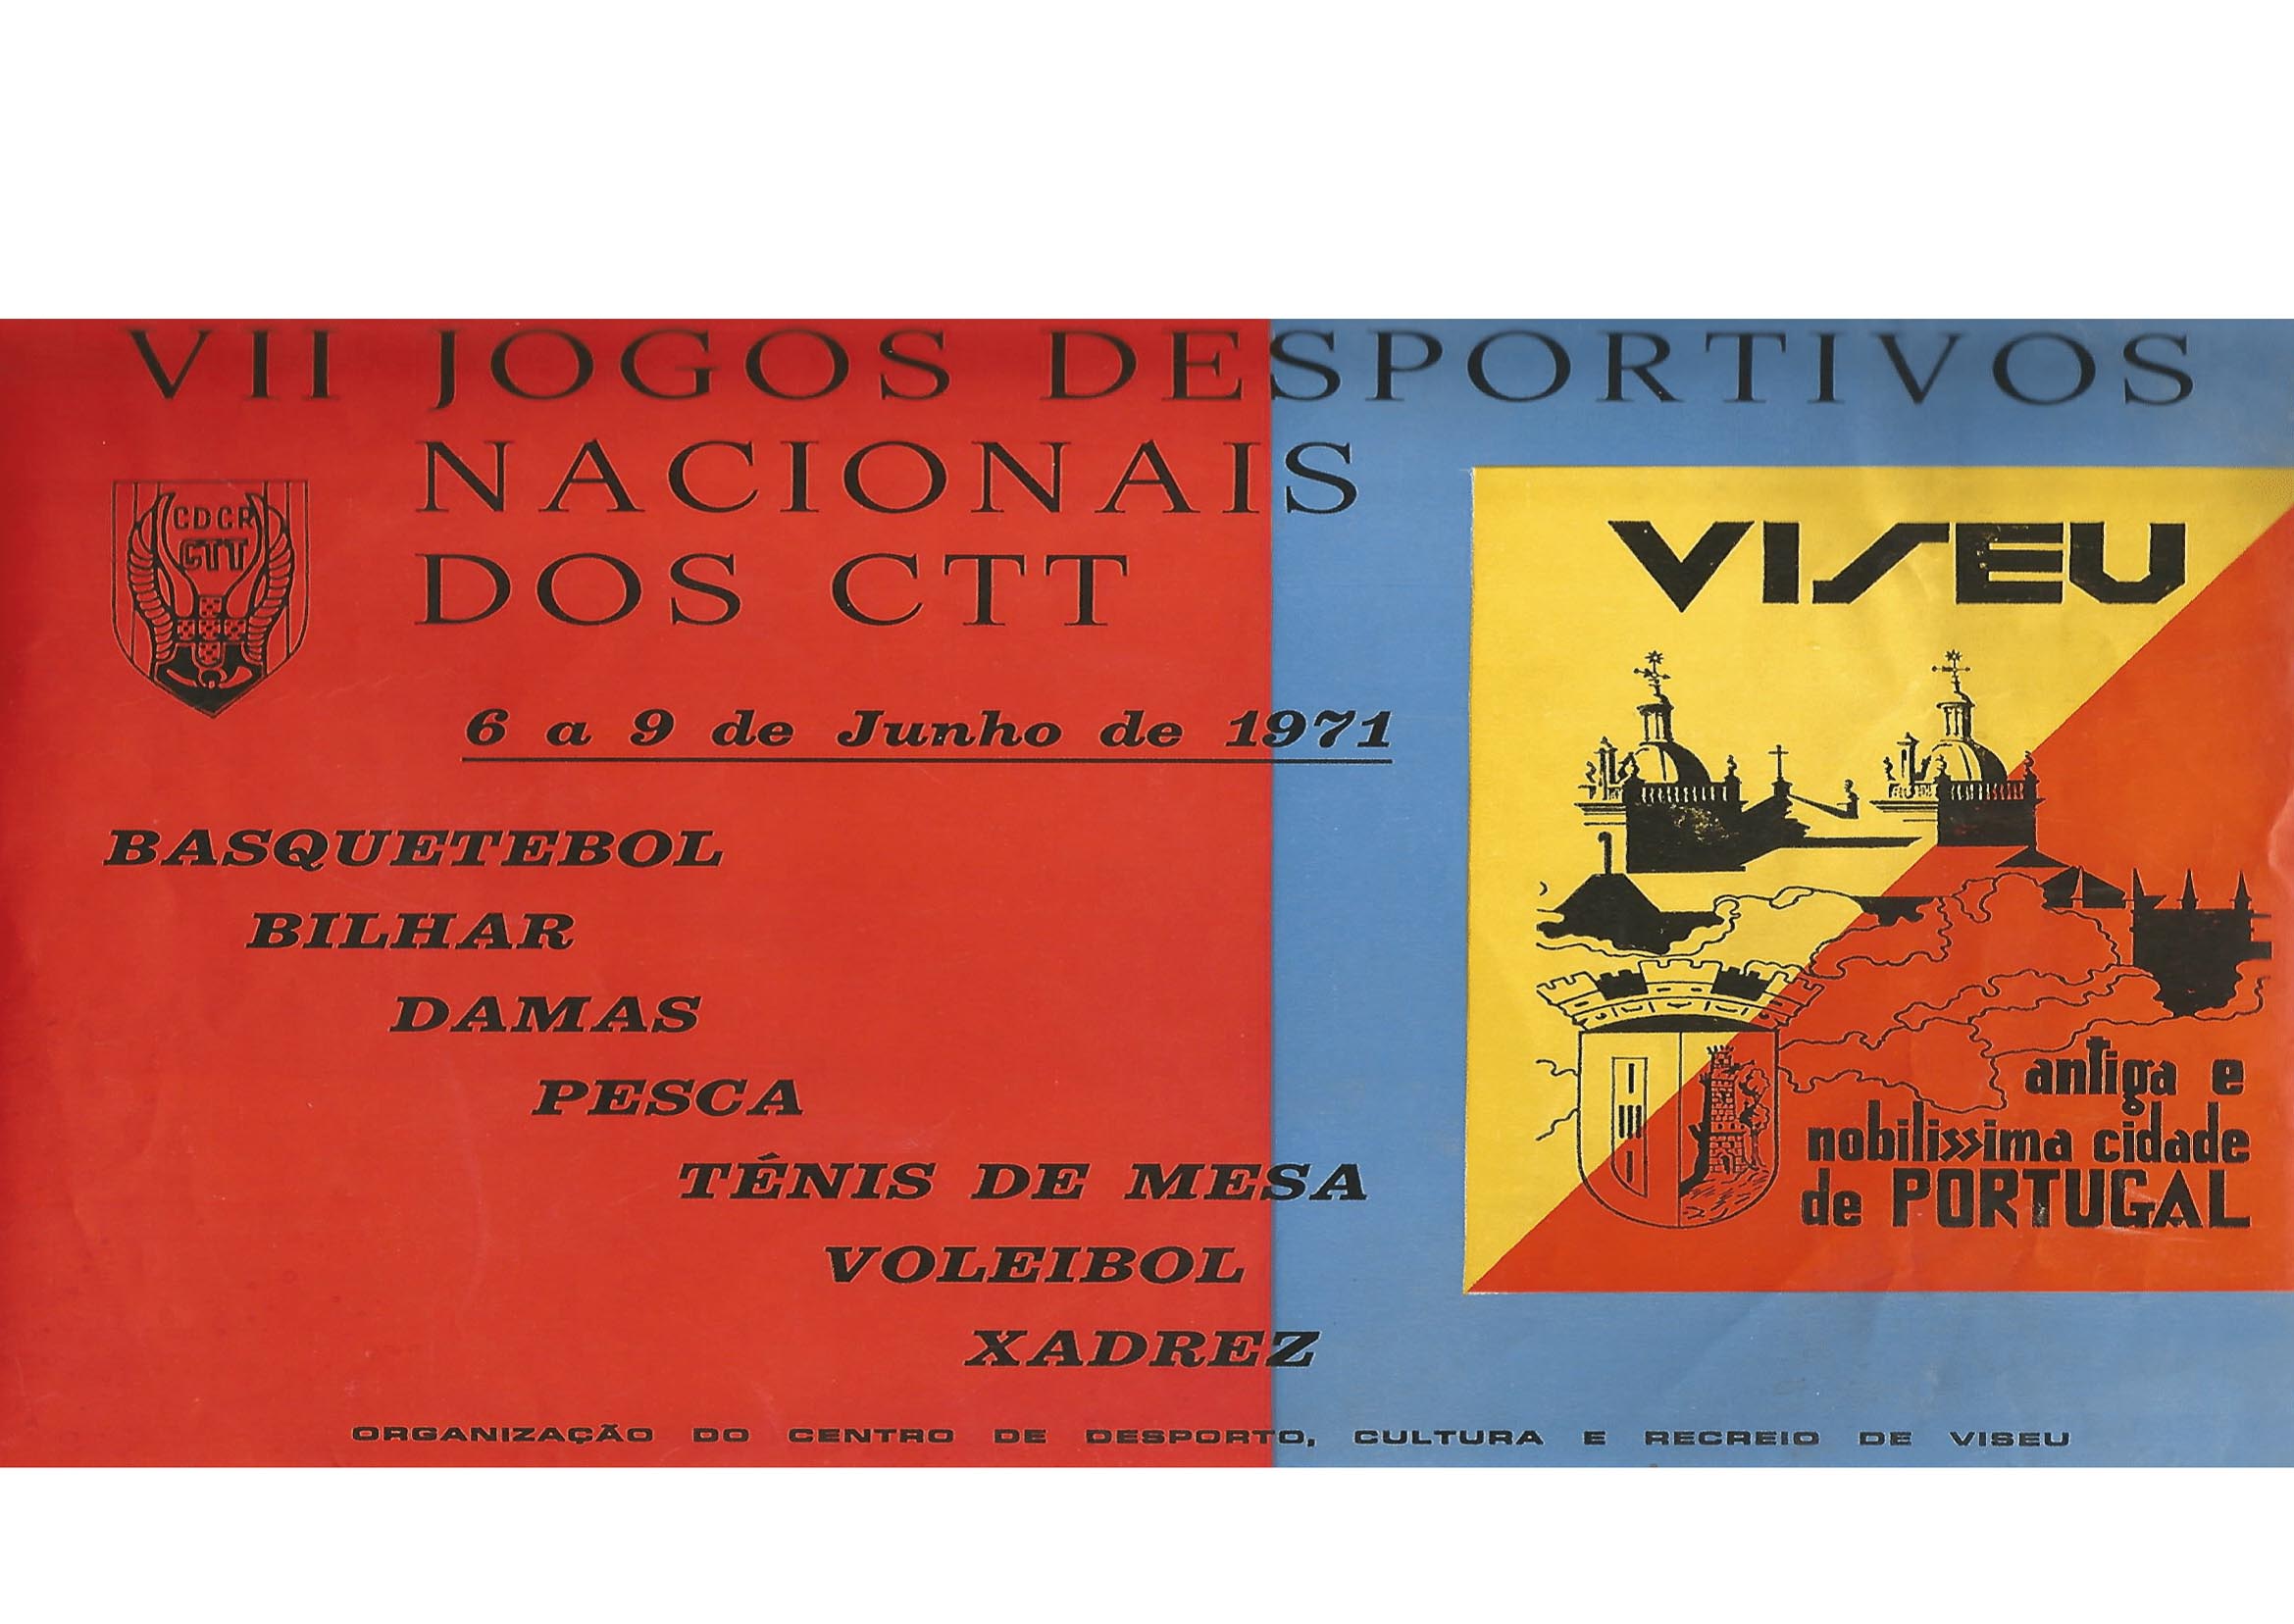 VII JOGOS DESPORTIVOS
NACIONAIS
DOS CTT
CDCR
CTT
6 a 9 de Junho de 1971
BASQUETEBOL
BILHAR
DAMAS
PESCA
TÉNIS DE MESA
VOLEIBOL
XADREZ
VISEU
antiga e
nobilissima cidade
de PORTUGAL
ORGANIZAÇÃO DO CENTRO DE DESPORTO, CULTURA E RECREIO DE VISEU